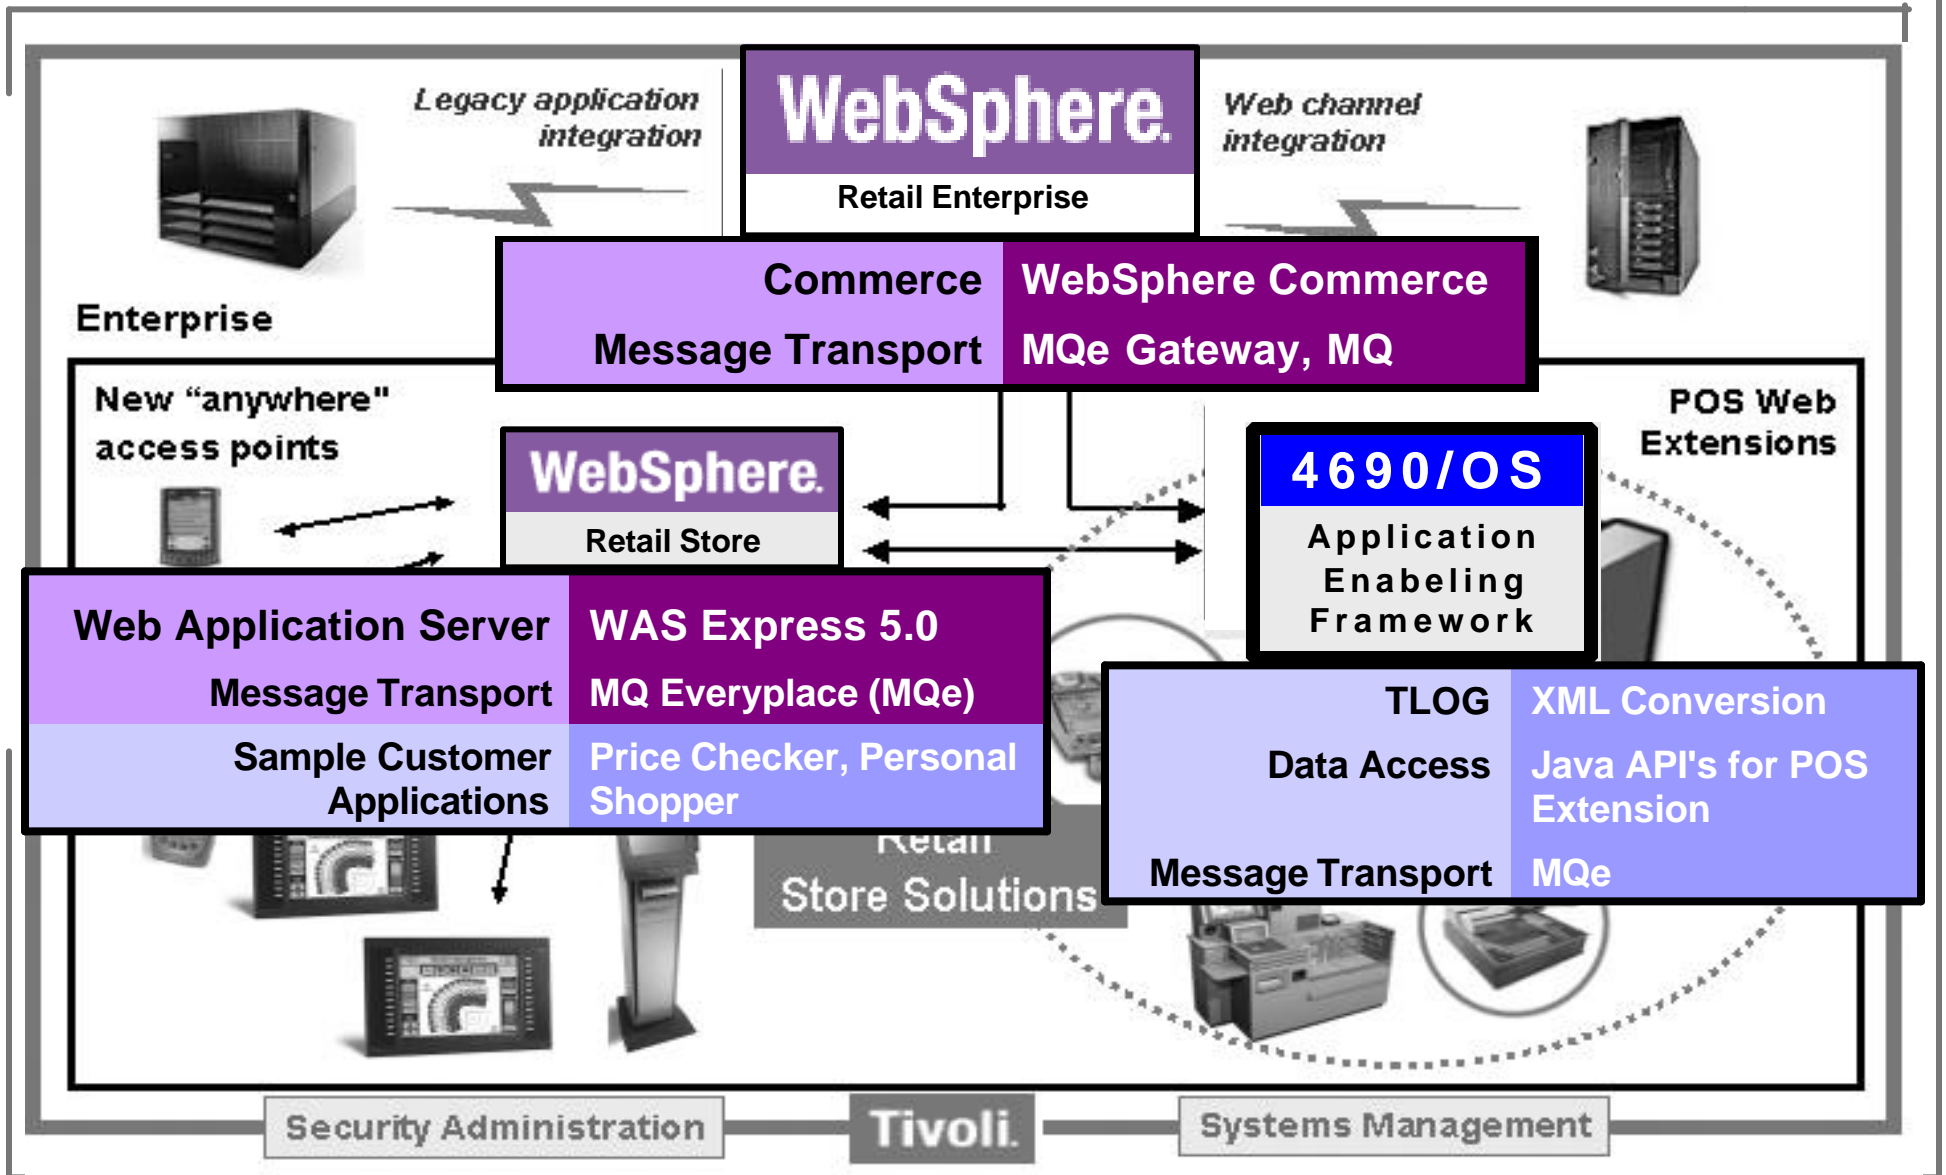 Legacy application
integration
WebSphere.
Retail Enterprise
Web channel
integration
Commerce WebSphere Commerce
Message Transport MQe Gateway, MQ
Enterprise
New “anywhere"
access points
POS Web
Extensions
WebSphere.
Retail Store
4690/OS
Application
Enabeling
Framework
Web Application Server WAS Express 5.0
Message Transport MQ Everyplace (MQe)
Sample Customer Price Checker, Personal
Applications Shopper
TLOG XML Conversion
Data Access Java API's for POS
Extension
Message Transport MQe
Retail
Store Solutions
Security Administration
Tivoli.
Systems Management